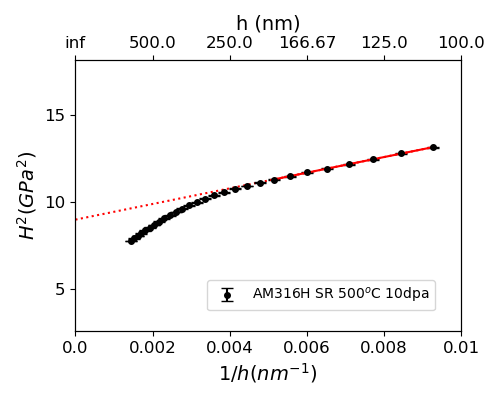 h (nm)
inf 500.0 250.0 166.67 125.0 100.0
15
10
5
H²(GPa²)
AM316H SR 500°C 10dpa
0.0 0.002 0.004 0.006 0.008 0.01
1/h(nm⁻¹)